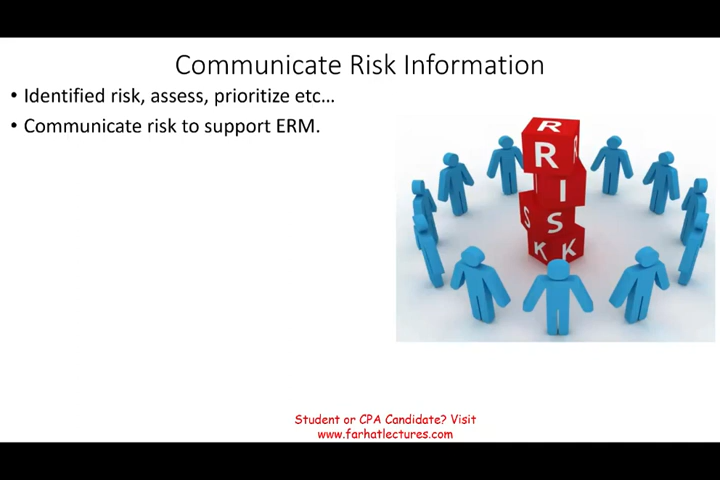 Communicate Risk Information
• Identified risk, assess, prioritize etc…
• Communicate risk to support ERM.
R
R R
I
S S
K K
Student or CPA Candidate? Visit
www.farhatlectures.com